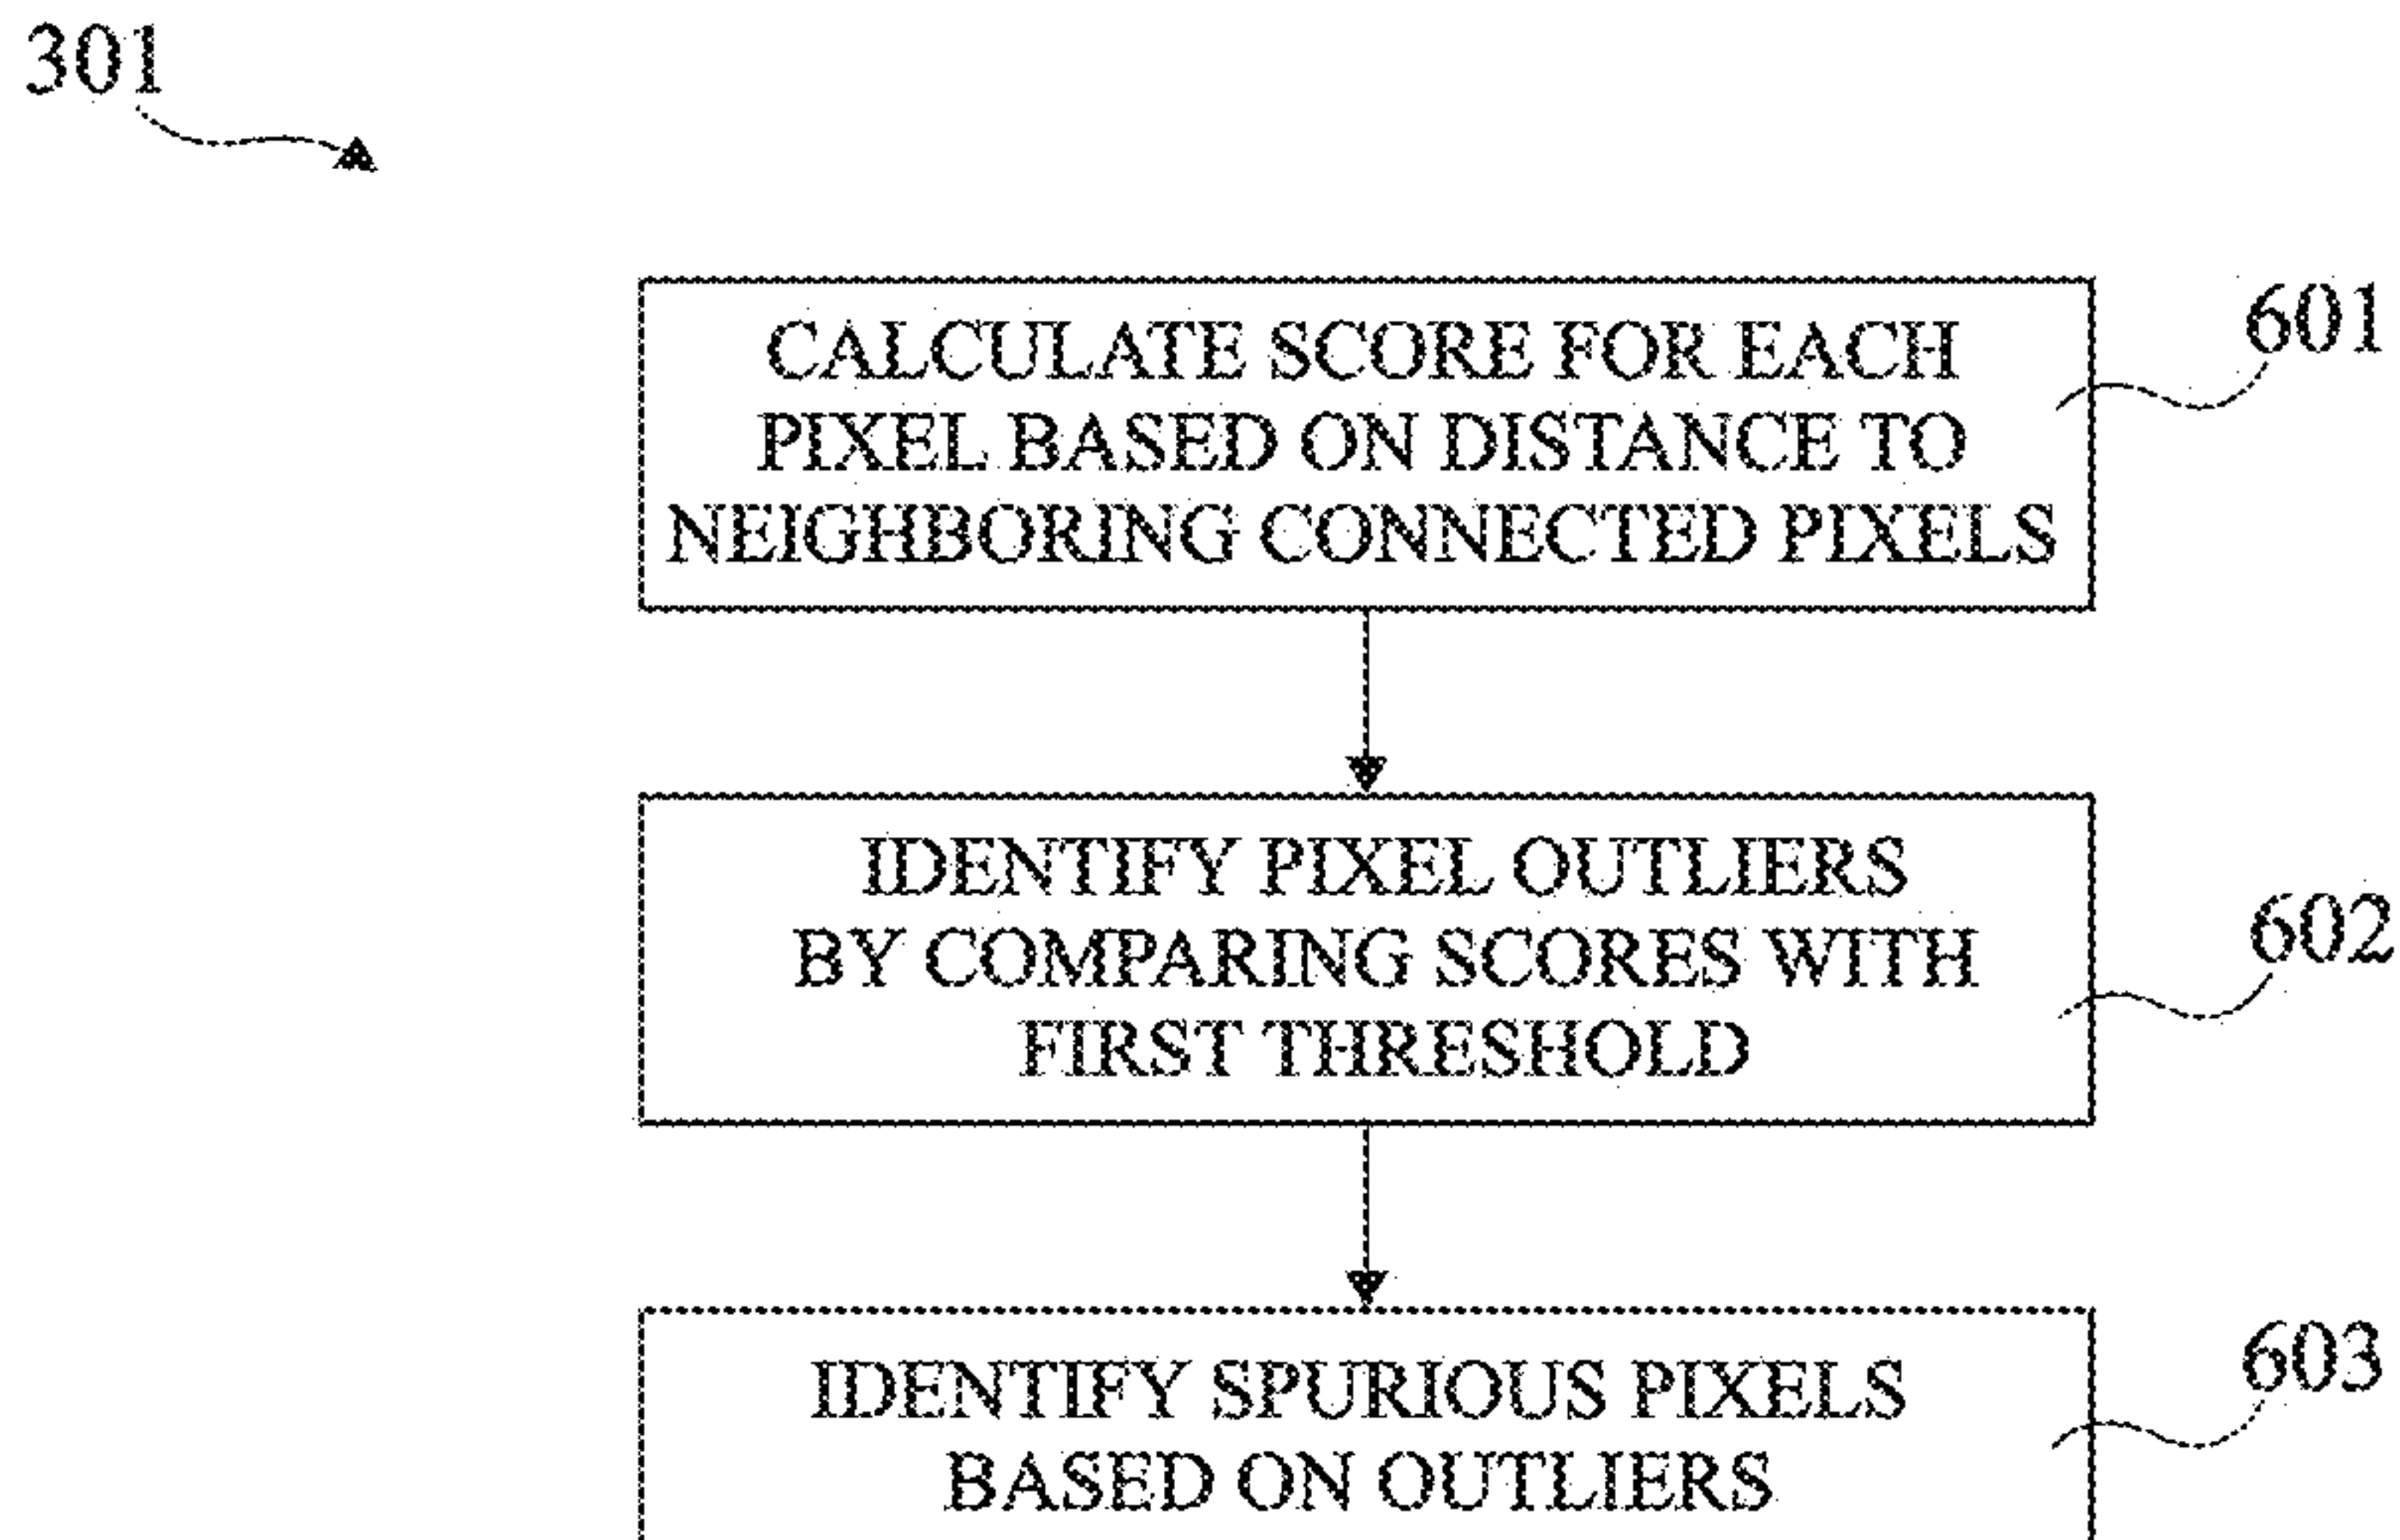 301
CALCULATE SCORE FOR EACH
PIXEL BASED ON DISTANCE TO
NEIGHBORING CONNECTED PIXELS
601
IDENTIFY PIXEL OUTLIERS
BY COMPARING SCORES WITH
FIRST THRESHOLD
602
IDENTIFY SPURIOUS PIXELS
BASED ON OUTLIERS
603